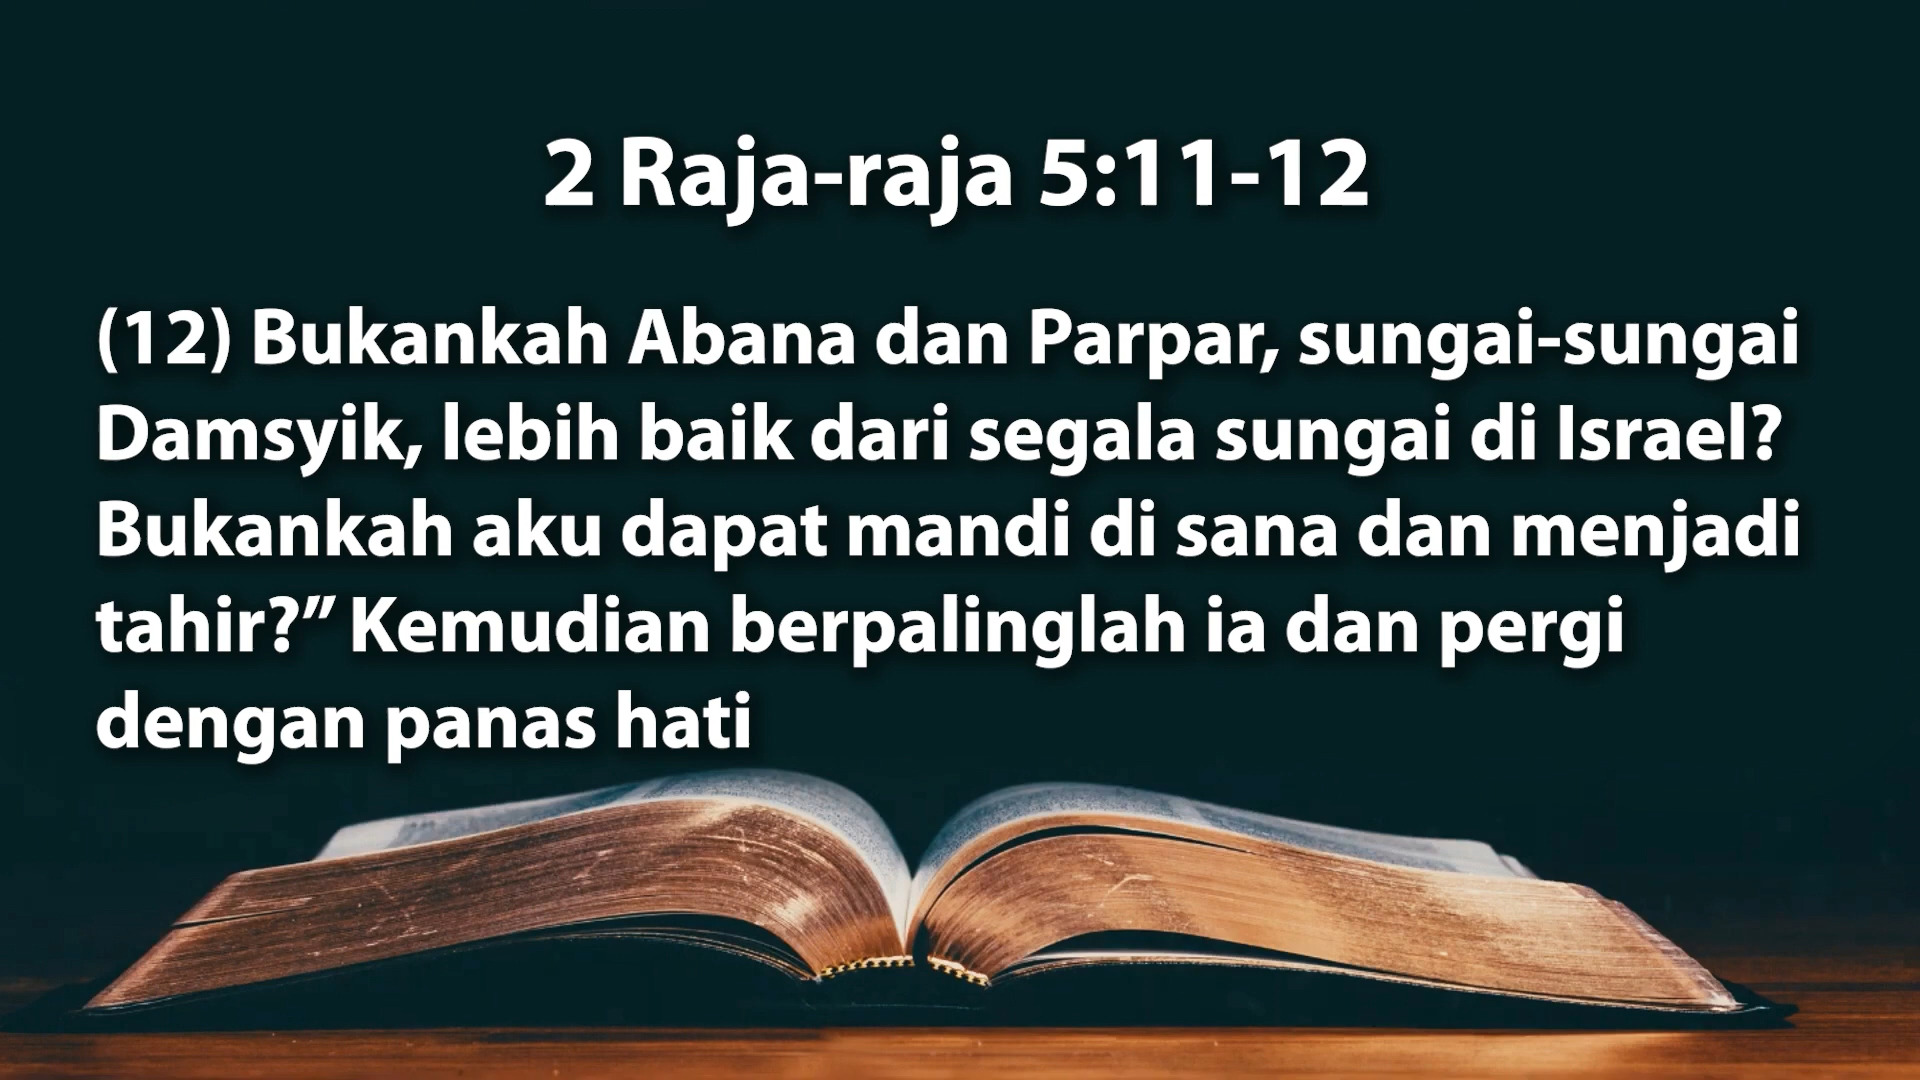 2 Raja-raja 5:11-12
(12) Bukankah Abana dan Parpar, sungai-sungai
Damsyik, lebih baik dari segala sungai di Israel?
Bukankah aku dapat mandi di sana dan menjadi
tahir?” Kemudian berpalinglah ia dan pergi
dengan panas hati